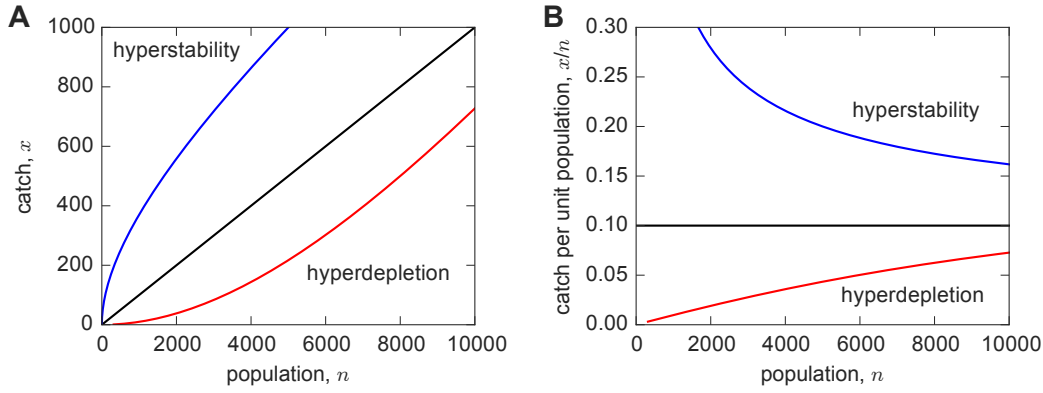 A
1000
800
600
400
200
0
catch, x
hyperstability
hyperdepletion
0
2000
4000
6000
8000
10000
population, n
B
0.30
0.25
0.20
0.15
0.10
0.05
0.00
catch per unit population, x/n
hyperstability
hyperdepletion
0
2000
4000
6000
8000
10000
population, n